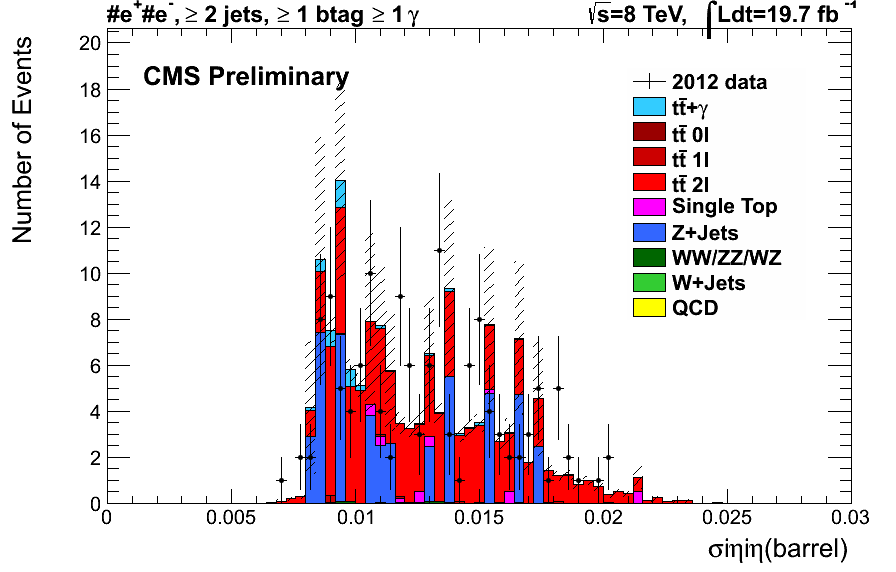 #e⁺#e⁻, ≥ 2 jets, ≥ 1 btag ≥ 1 γ √s=8 TeV, ∫Ldt=19.7 fb⁻¹
CMS Preliminary
Number of Events
20
18
16
14
12
10
8
6
4
2
0
2012 data
tt̄+γ
tt̄ 0l
tt̄ 1l
tt̄ 2l
Single Top
Z+Jets
WW/ZZ/WZ
W+Jets
QCD
0 0.005 0.01 0.015 0.02 0.025 0.03
σiηiη(barrel)